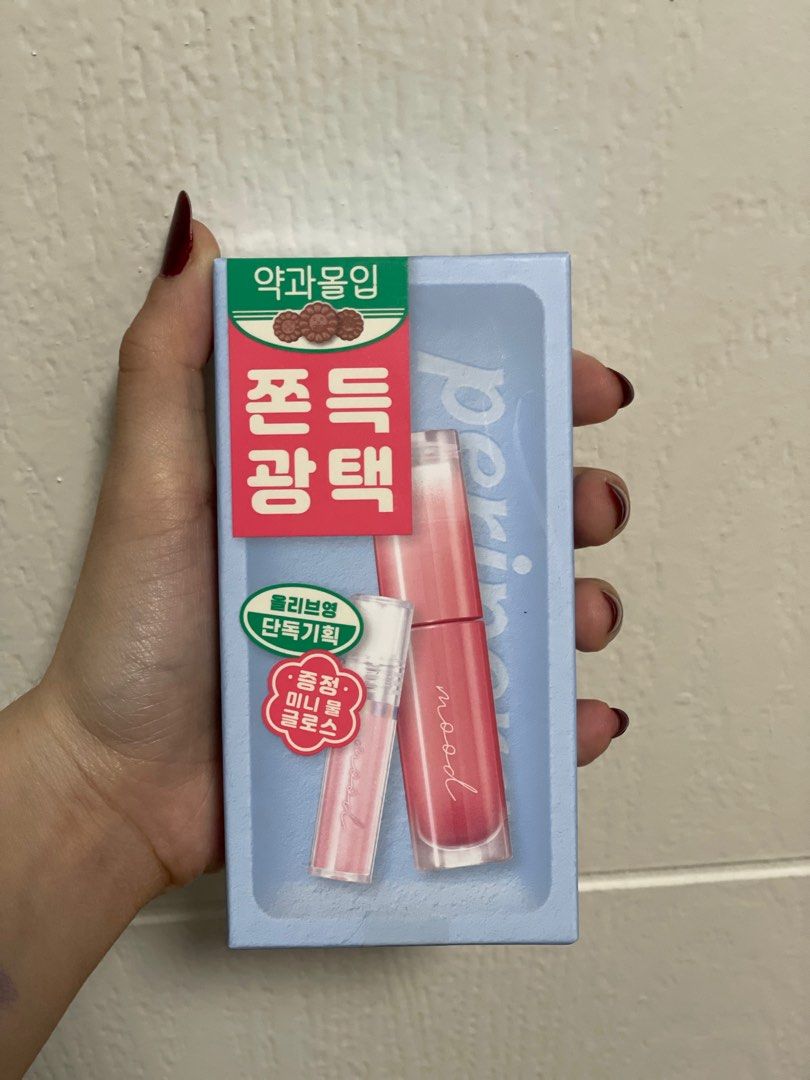 약과몰입
쫀득
광택
peripera
올리브영
단독기획
증정
미니 물
글로스
mood
mood